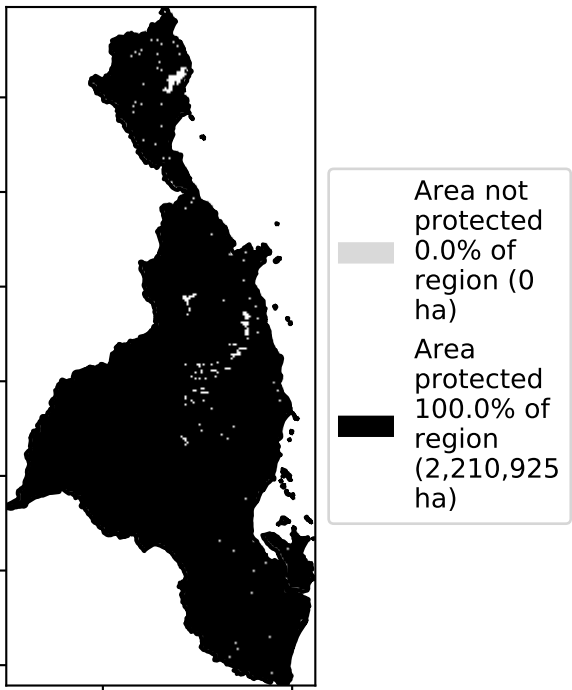 Area not
protected
0.0% of
region (0
ha)
Area
protected
100.0% of
region
(2,210,925
ha)